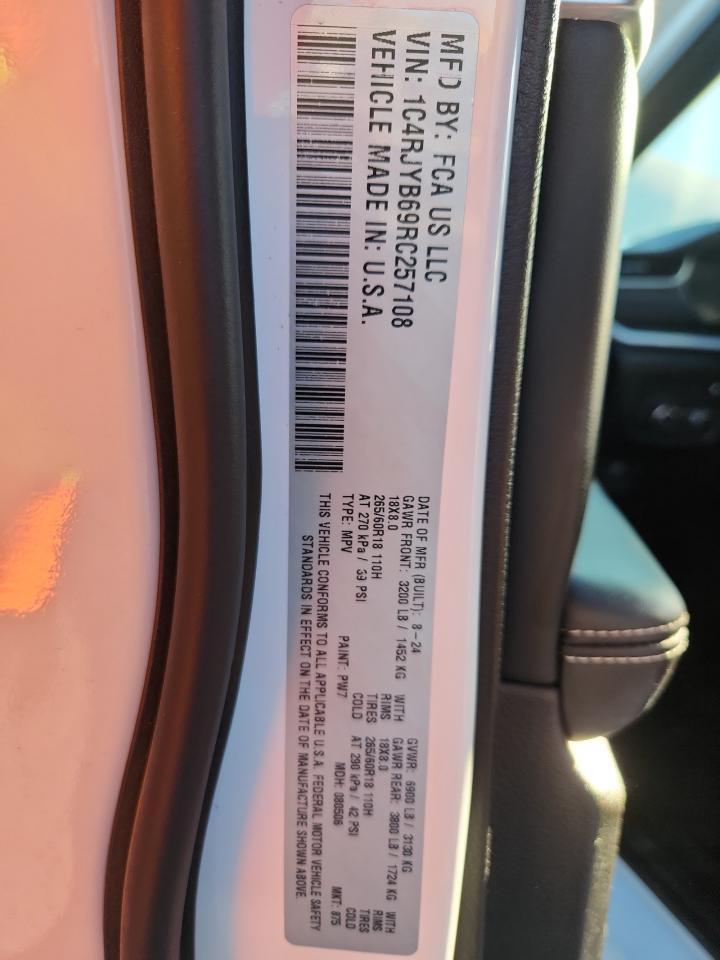 MFD BY: FCA US LLC
VIN: 1C4RJYB69RC257108
VEHICLE MADE IN: U.S.A.
DATE OF MFR (BUILT): 8-24 GVWR: 6900 LB / 3130 KG
GAWR FRONT: 3200 LB / 1452 KG WITH GAWR REAR: 3800 LB / 1724 KG WITH
18X8.0 RIMS 18X8.0 RIMS
265/60R18 110H TIRES 265/60R18 110H TIRES
AT 270 kPa / 39 PSI COLD AT 290 kPa / 42 PSI COLD
TYPE: MPV PAINT: PW7 MDH: 080506 MKT: 875
THIS VEHICLE CONFORMS TO ALL APPLICABLE U.S.A. FEDERAL MOTOR VEHICLE SAFETY
STANDARDS IN EFFECT ON THE DATE OF MANUFACTURE SHOWN ABOVE.